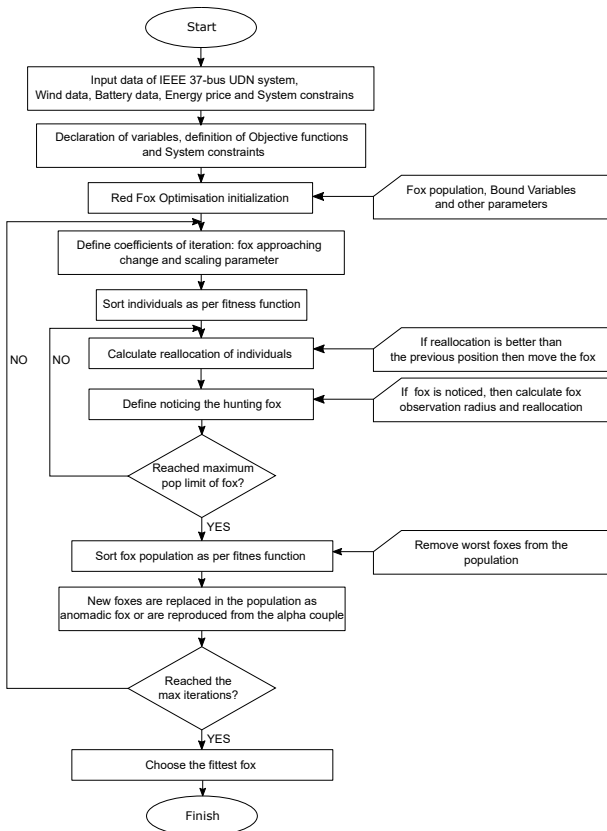 Start
Input data of IEEE 37-bus UDN system,
Wind data, Battery data, Energy price and System constrains
Declaration of variables, definition of Objective functions
and System constraints
Red Fox Optimisation initialization
Fox population, Bound Variables
and other parameters
Define coefficients of iteration: fox approaching
change and scaling parameter
Sort individuals as per fitness function
NO
NO
Calculate reallocation of individuals
If reallocation is better than
the previous position then move the fox
Define noticing the hunting fox
If fox is noticed, then calculate fox
observation radius and reallocation
Reached maximum
pop limit of fox?
YES
Sort fox population as per fitnes function
Remove worst foxes from the
population
New foxes are replaced in the population as
anomadic fox or are reproduced from the alpha couple
Reached the
max iterations?
YES
Choose the fittest fox
Finish